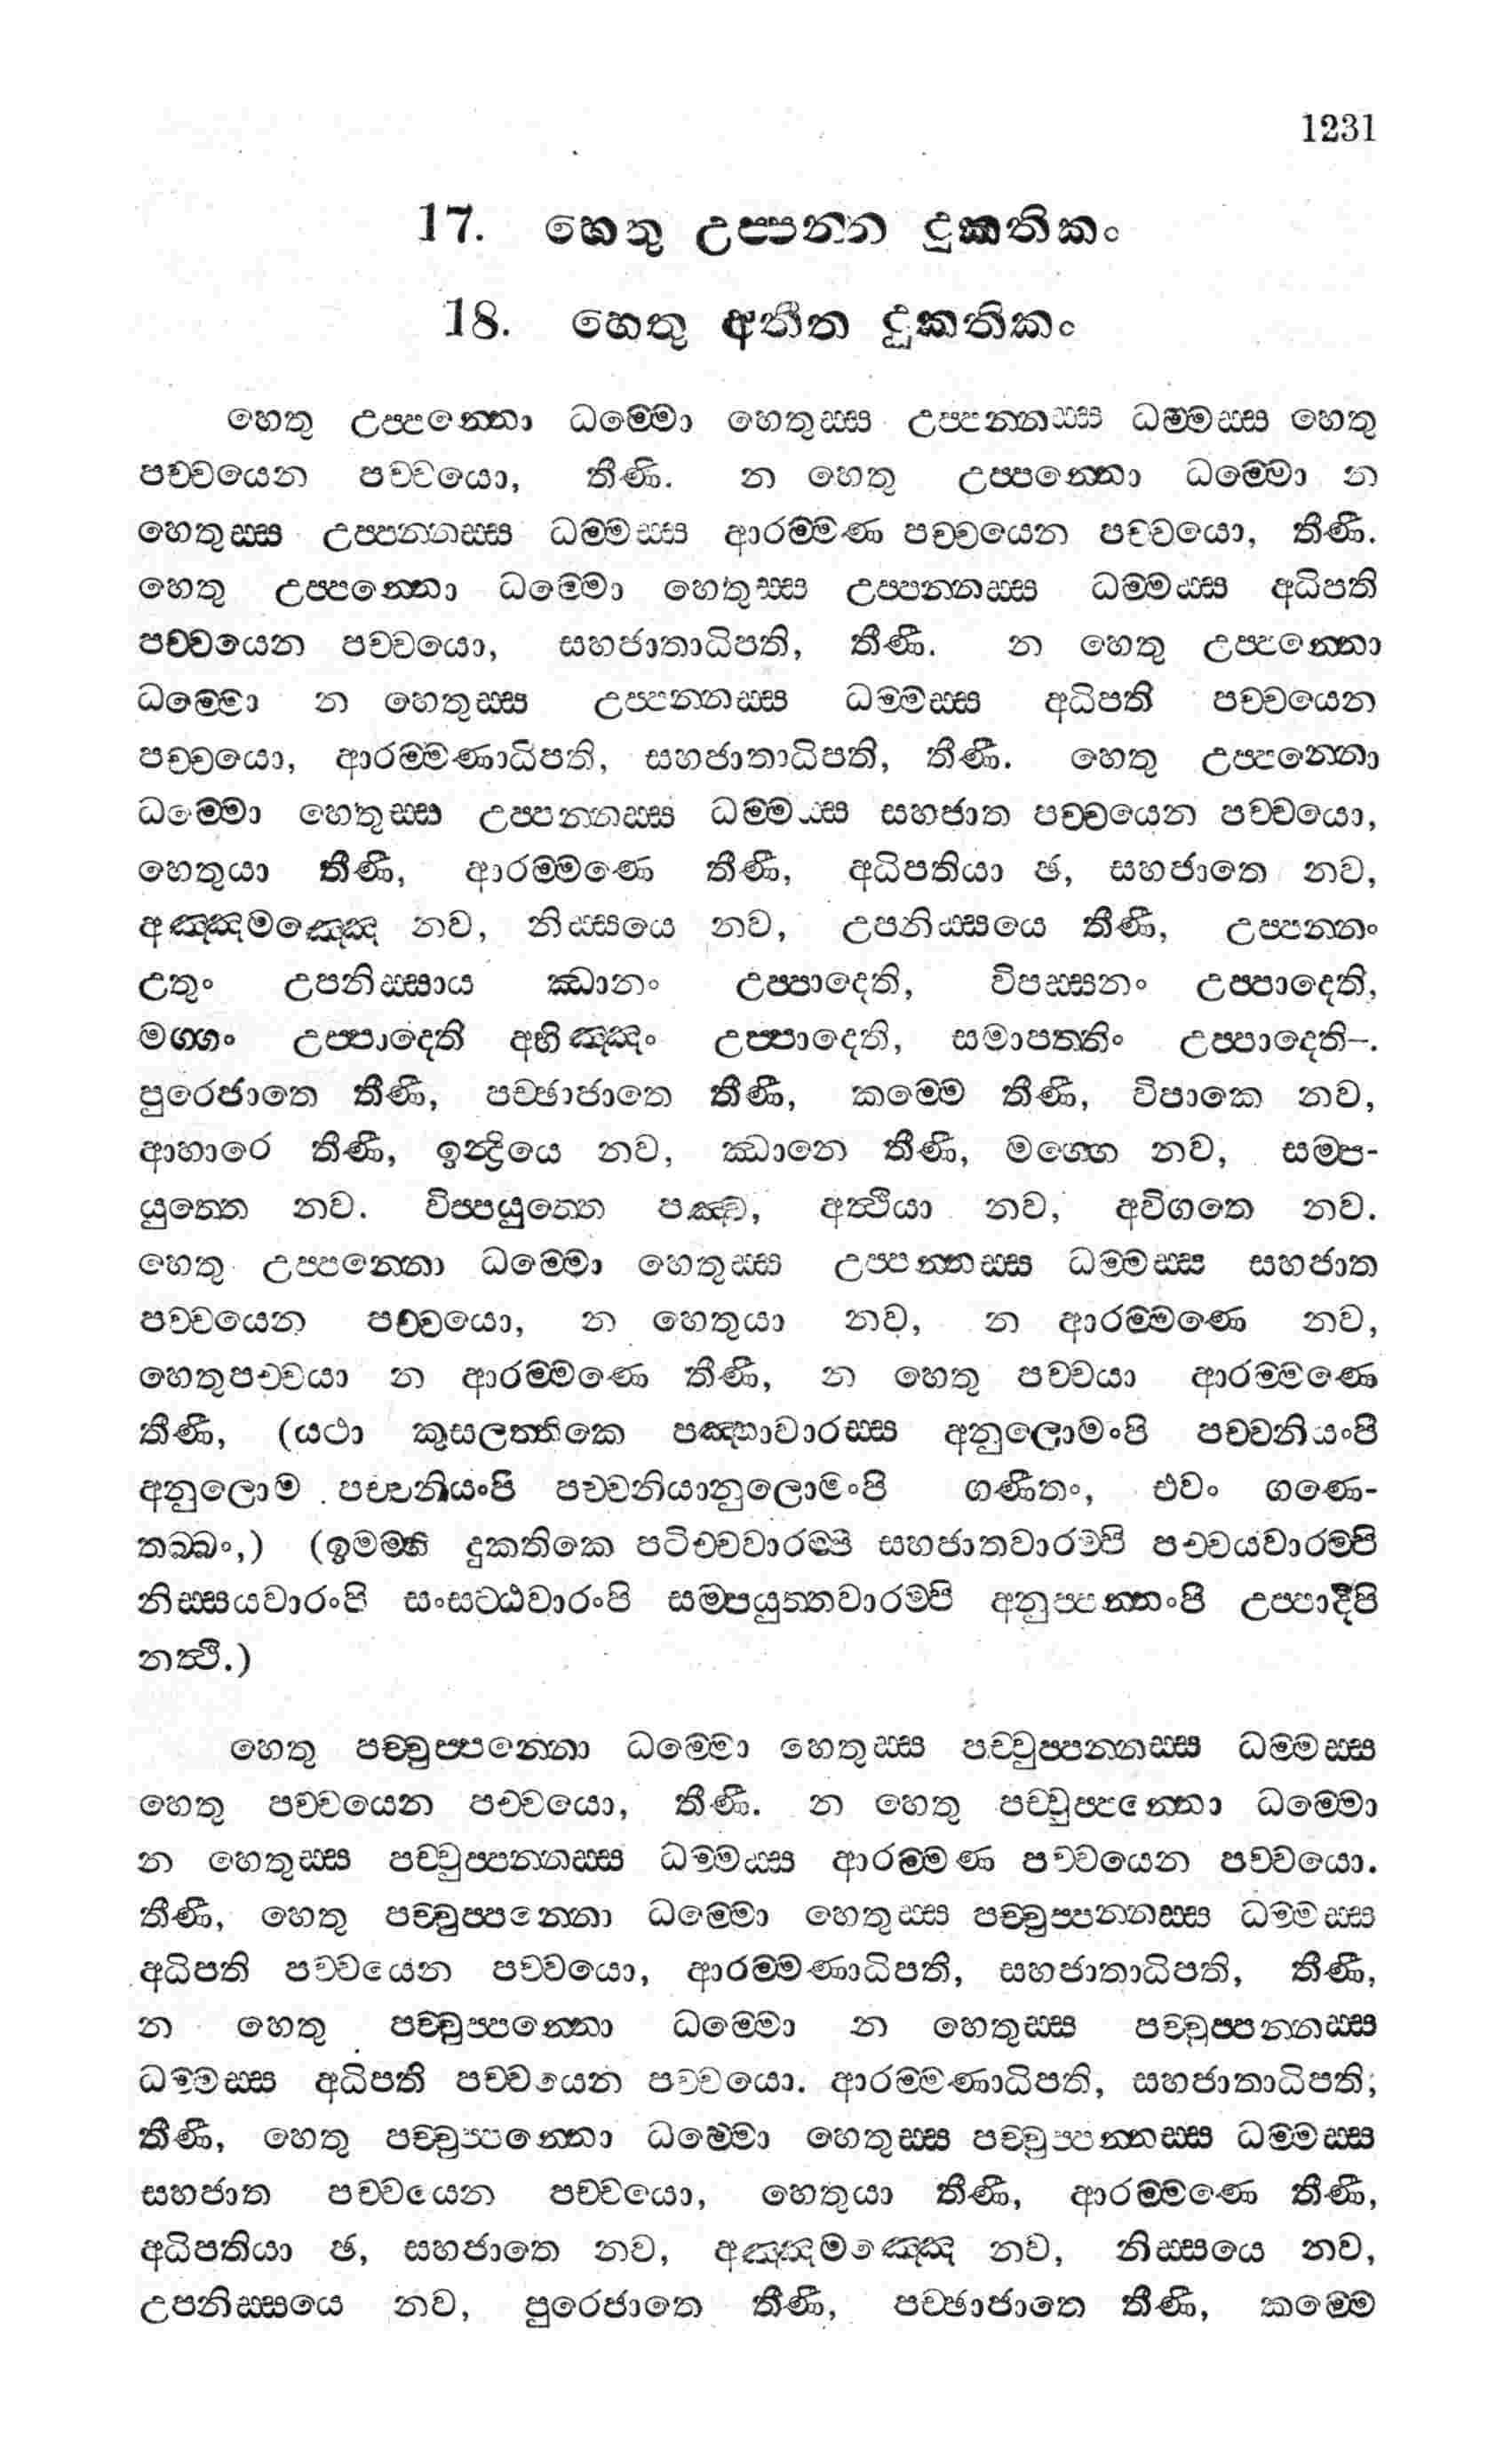 1231
17. හෙතු උප්පන්න දුකතිකං
18. හෙතු අතීත දුකතිකං
හෙතු උප්පන්නො ධම්මො හෙතුස්ස උප්පන්නස්ස ධම්මස්ස හෙතු
පච්චයෙන පච්චයො, තීණි. න හෙතු උප්පන්නො ධම්මො න
හෙතුස්ස උප්පන්නස්ස ධම්මස්ස ආරම්මණ පච්චයෙන පච්චයො, තීණී.
හෙතු උප්පන්නො ධම්මො හෙතුස්ස උප්පන්නස්ස ධම්මස්ස අධිපති
පච්චයෙන පච්චයො, සහජාතාධිපති, තීණී. න හෙතු උප්පන්නො
ධම්මො න හෙතුස්ස උප්පන්නස්ස ධම්මස්ස අධිපති පච්චයෙන
පච්චයො, ආරම්මණාධිපති, සහජාතාධිපති, තීණී. හෙතු උප්පන්නො
ධම්මො හෙතුස්ස උප්පන්නස්ස ධම්මස්ස සහජාත පච්චයෙන පච්චයො,
හෙතුයා තීණී, ආරම්මණෙ තීණී, අධිපතියා ඡ, සහජාතෙ නව,
අඤ්ඤමඤ්ඤෙ නව, නිස්සයෙ නව, උපනිස්සයෙ තීණී, උප්පන්නං
උතුං උපනිස්සාය ඣානං උප්පාදෙති, විපස්සනං උප්පාදෙති,
මග්ගං උප්පාදෙති අභිඤ්ඤං උප්පාදෙති, සමාපත්තිං උප්පාදෙති–.
පුරෙජාතෙ තීණී, පච්ඡාජාතෙ තීණී, කම්මෙ තීණී, විපාකෙ නව,
ආහාරෙ තීණී, ඉන්ද්‍රියෙ නව, ඣානෙ තීණී, මග්ගෙ නව, සම්ප-
යුත්තෙ නව. විප්පයුත්තෙ පඤ්ච, අත්ථියා නව, අවිගතෙ නව.
හෙතු උප්පන්නො ධම්මො හෙතුස්ස උප්පන්නස්ස ධම්මස්ස සහජාත
පච්චයෙන පච්චයො, න හෙතුයා නව, න ආරම්මණෙ නව,
හෙතුපච්චයා න ආරම්මණෙ තීණී, න හෙතු පච්චයා ආරම්මණෙ
තීණී, (යථා කුසලත්තිකෙ පඤ්හාවාරස්ස අනුලොමංපි පච්චනියංපි
අනුලොම පච්චනියංපි පච්චනියානුලොමංපි ගණිතං, එවං ගණෙ-
තබ්බං,) (ඉමම්හි දුකතිකෙ පටිච්චවාරම්පි සහජාතවාරම්පි පච්චයවාරම්පි
නිස්සයවාරංපි සංසට්ඨවාරංපි සම්පයුත්තවාරම්පි අනුප්පන්නංපි උප්පාදීපි
නත්ථි.)
හෙතු පච්චුප්පන්නො ධම්මො හෙතුස්ස පච්චුප්පන්නස්ස ධම්මස්ස
හෙතු පච්චයෙන පච්චයො, තීණී. න හෙතු පච්චුප්පන්නො ධම්මො
න හෙතුස්ස පච්චුප්පන්නස්ස ධම්මස්ස ආරම්මණ පච්චයෙන පච්චයො.
තීණී, හෙතු පච්චුප්පන්නො ධම්මො හෙතුස්ස පච්චුප්පන්නස්ස ධම්මස්ස
අධිපති පච්චයෙන පච්චයො, ආරම්මණාධිපති, සහජාතාධිපති, තීණී,
න හෙතු පච්චුප්පන්නො ධම්මො න හෙතුස්ස පච්චුප්පන්නස්ස
ධම්මස්ස අධිපති පච්චයෙන පච්චයො. ආරම්මණාධිපති, සහජාතාධිපති;
තීණී, හෙතු පච්චුප්පන්නො ධම්මො හෙතුස්ස පච්චුප්පන්නස්ස ධම්මස්ස
සහජාත පච්චයෙන පච්චයො, හෙතුයා තීණී, ආරම්මණෙ තීණී,
අධිපතියා ඡ, සහජාතෙ නව, අඤ්ඤමඤ්ඤෙ නව, නිස්සයෙ නව,
උපනිස්සයෙ නව, පුරෙජාතෙ තීණී, පච්ඡාජාතෙ තීණී, කම්මෙ